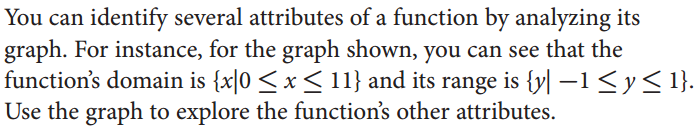 You can identify several attributes of a function by analyzing its
graph. For instance, for the graph shown, you can see that the
function's domain is {x|0 ≤ x ≤ 11} and its range is {y| −1 ≤ y ≤ 1}.
Use the graph to explore the function's other attributes.